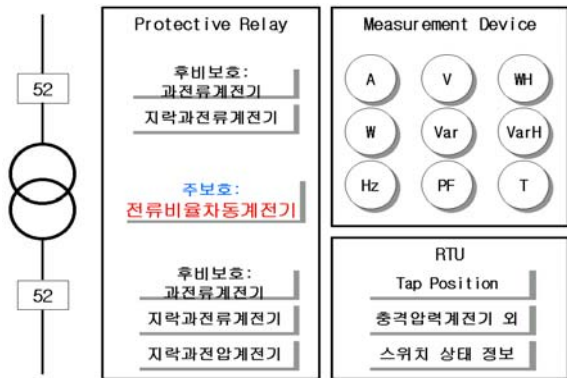 52
52
Protective Relay
후비보호:
과전류계전기
지락과전류계전기
주보호:
전류비율차동계전기
후비보호:
과전류계전기
지락과전류계전기
지락과전압계전기
Measurement Device
A V WH
W Var VarH
Hz PF T
RTU
Tap Position
충격압력계전기 외
스위치 상태 정보